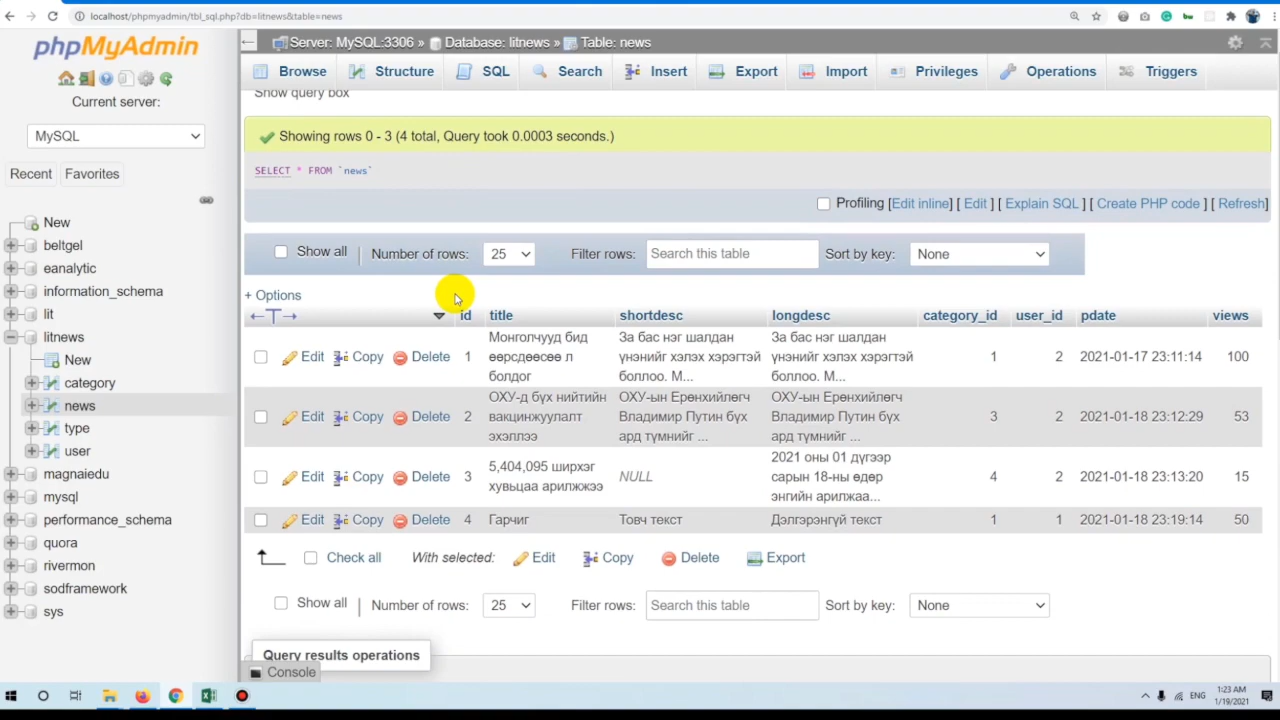 localhost/phpmyadmin/tbl_sql.php?db=litnews&table=news
phpMyAdmin
Current server:
MySQL
Recent
Favorites
New
beltgel
eanalytic
information_schema
lit
litnews
New
category
news
type
user
magnaiedu
mysql
performance_schema
quora
rivermon
sodframework
sys
Server: MySQL:3306 » Database: litnews » Table: news
Browse Structure SQL Search Insert Export Import Privileges Operations Triggers
Show query box
Showing rows 0 - 3 (4 total, Query took 0.0003 seconds.)
SELECT * FROM `news`
Profiling [Edit inline] [ Edit ] [ Explain SQL ] [ Create PHP code ] [ Refresh]
Show all Number of rows: 25 Filter rows: Search this table Sort by key: None
+ Options
←T→ id title shortdesc longdesc category_id user_id pdate views
Edit Copy Delete 1 Монголчууд бид За бас нэг шалдан За бас нэг шалдан 1 2 2021-01-17 23:11:14 100
өөрсдөөсөө л үнэнийг хэлэх хэрэгтэй үнэнийг хэлэх хэрэгтэй
болдог боллоо. М... боллоо. М...
Edit Copy Delete 2 ОХУ-д бүх нийтийн ОХУ-ын Ерөнхийлөгч ОХУ-ын Ерөнхийлөгч 3 2 2021-01-18 23:12:29 53
вакцинжуулалт Владимир Путин бүх Владимир Путин бүх
эхэллээ ард түмнийг ... ард түмнийг ...
Edit Copy Delete 3 5,404,095 ширхэг NULL 2021 оны 01 дүгээр 4 2 2021-01-18 23:13:20 15
хувьцаа арилжжээ сарын 18-ны өдөр
энгийн арилжаа...
Edit Copy Delete 4 Гарчиг Товч текст Дэлгэрэнгүй текст 1 1 2021-01-18 23:19:14 50
Check all With selected: Edit Copy Delete Export
Show all Number of rows: 25 Filter rows: Search this table Sort by key: None
Query results operations
Console
ENG
1:23 AM
1/19/2021